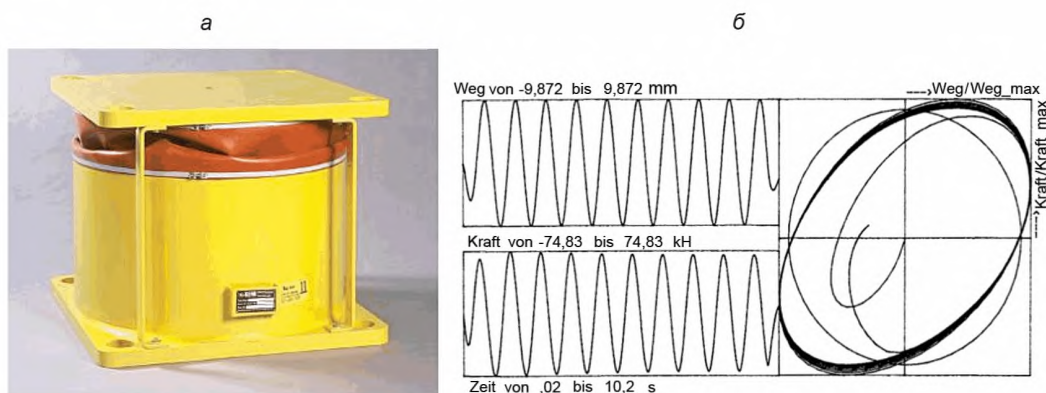 а
б
Weg von -9,872 bis 9,872 mm
Weg/Weg_max
Kraft/Kraft_max
Kraft von -74,83 bis 74,83 kH
Zeit von ,02 bis 10,2 s